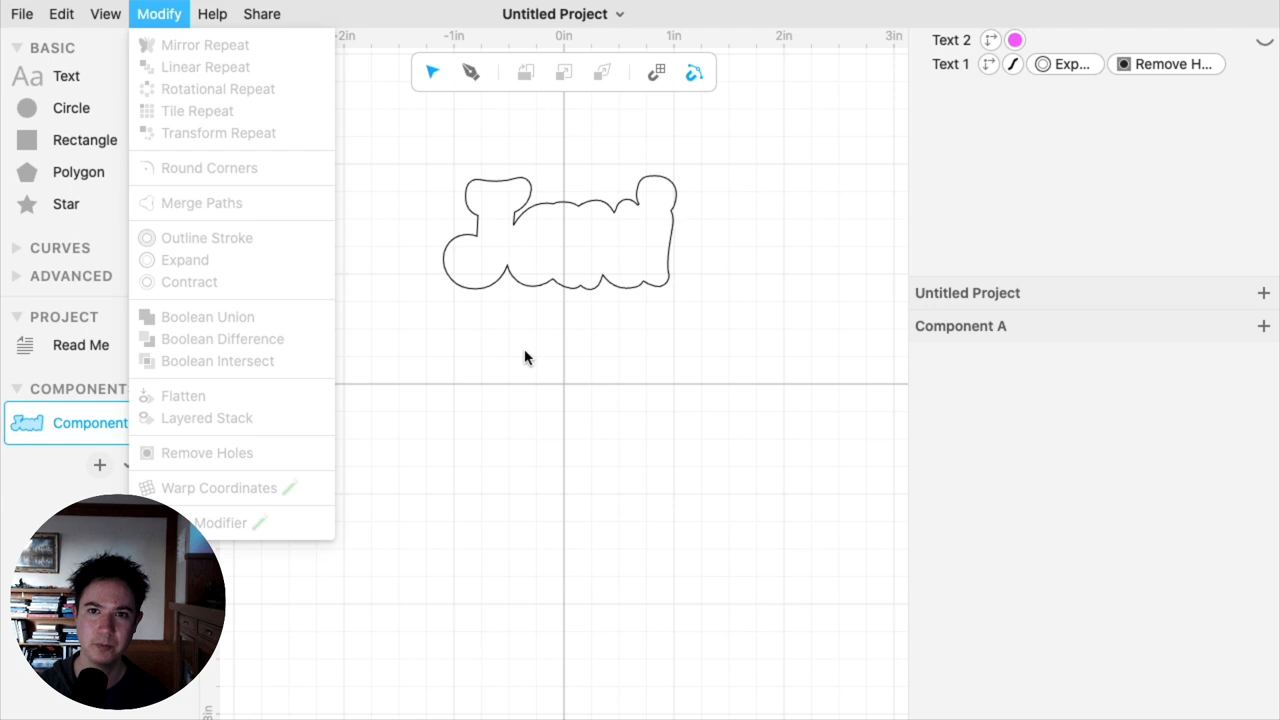 File Edit View Modify Help Share
Untitled Project
BASIC
Aa Text
Circle
Rectangle
Polygon
Star
CURVES
ADVANCED
PROJECT
Read Me
COMPONENT
Component
Mirror Repeat
Linear Repeat
Rotational Repeat
Tile Repeat
Transform Repeat
Round Corners
Merge Paths
Outline Stroke
Expand
Contract
Boolean Union
Boolean Difference
Boolean Intersect
Flatten
Layered Stack
Remove Holes
Warp Coordinates
Modifier
-2in -1in 0in 1in 2in 3in
Text 2
Text 1 Exp... Remove H...
Untitled Project
Component A